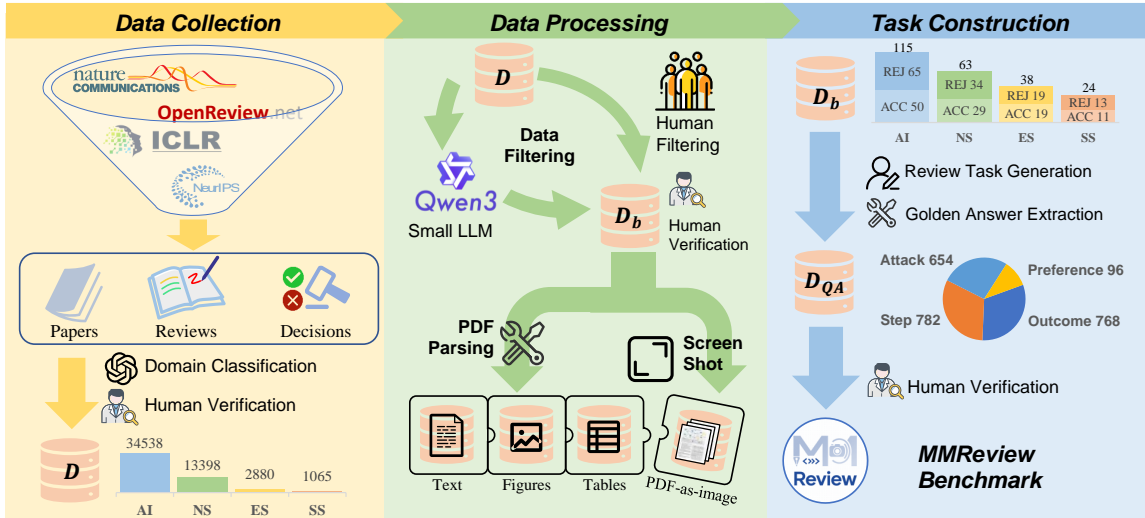 Data Collection
nature
COMMUNICATIONS
OpenReview.net
ICLR
NeurIPS
Papers
Reviews
Decisions
Domain Classification
Human Verification
D
34538
13398
2880
1065
AI
NS
ES
SS
Data Processing
D
Human
Filtering
Data
Filtering
Qwen3
Small LLM
D_b
Human
Verification
PDF
Parsing
Screen
Shot
Text
Figures
Tables
PDF-as-image
Task Construction
D_b
115
REJ 65
ACC 50
63
REJ 34
ACC 29
38
REJ 19
ACC 19
24
REJ 13
ACC 11
AI
NS
ES
SS
Review Task Generation
Golden Answer Extraction
D_QA
Attack 654
Preference 96
Step 782
Outcome 768
Human Verification
MM
Review
MMReview
Benchmark